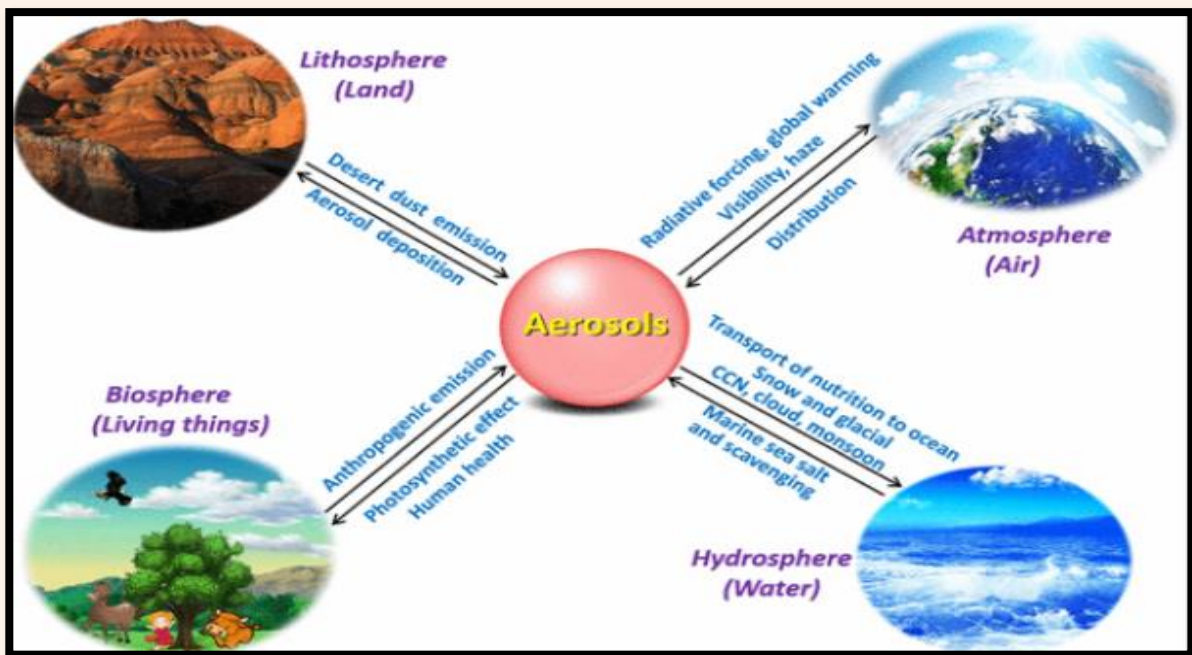 Lithosphere
(Land)
Desert dust emission
Aerosol deposition
Radiative forcing, global warming
Visibility, haze
Distribution
Atmosphere
(Air)
Aerosols
Biosphere
(Living things)
Anthropogenic emission
Photosynthetic effect
Human health
Transport of nutrition to ocean
Snow and glacial
CCN, cloud, monsoon
Marine sea salt
and scavenging
Hydrosphere
(Water)